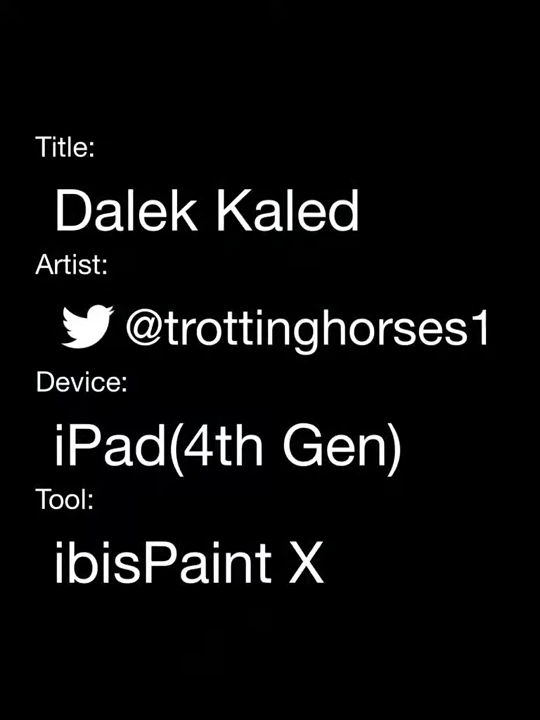 Title:
Dalek Kaled
Artist:
@trottinghorses1
Device:
iPad(4th Gen)
Tool:
ibisPaint X